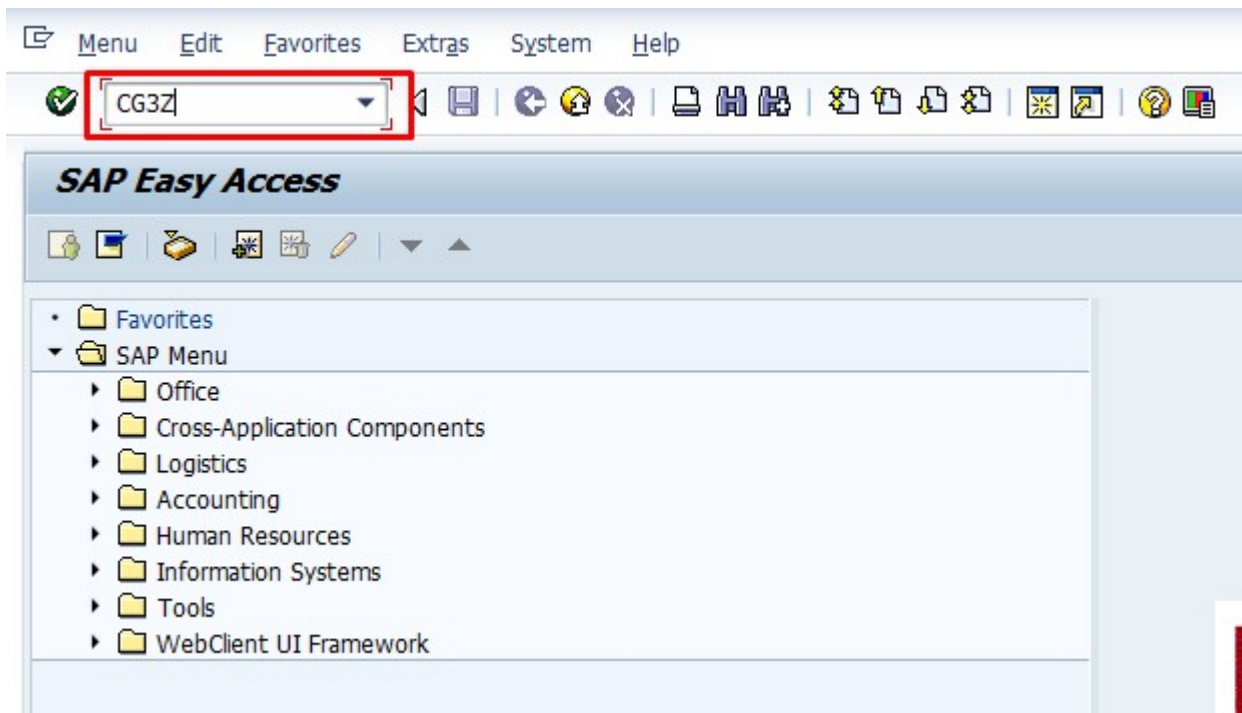 Menu Edit Favorites Extras System Help
CG3Z
SAP Easy Access
Favorites
SAP Menu
Office
Cross-Application Components
Logistics
Accounting
Human Resources
Information Systems
Tools
WebClient UI Framework